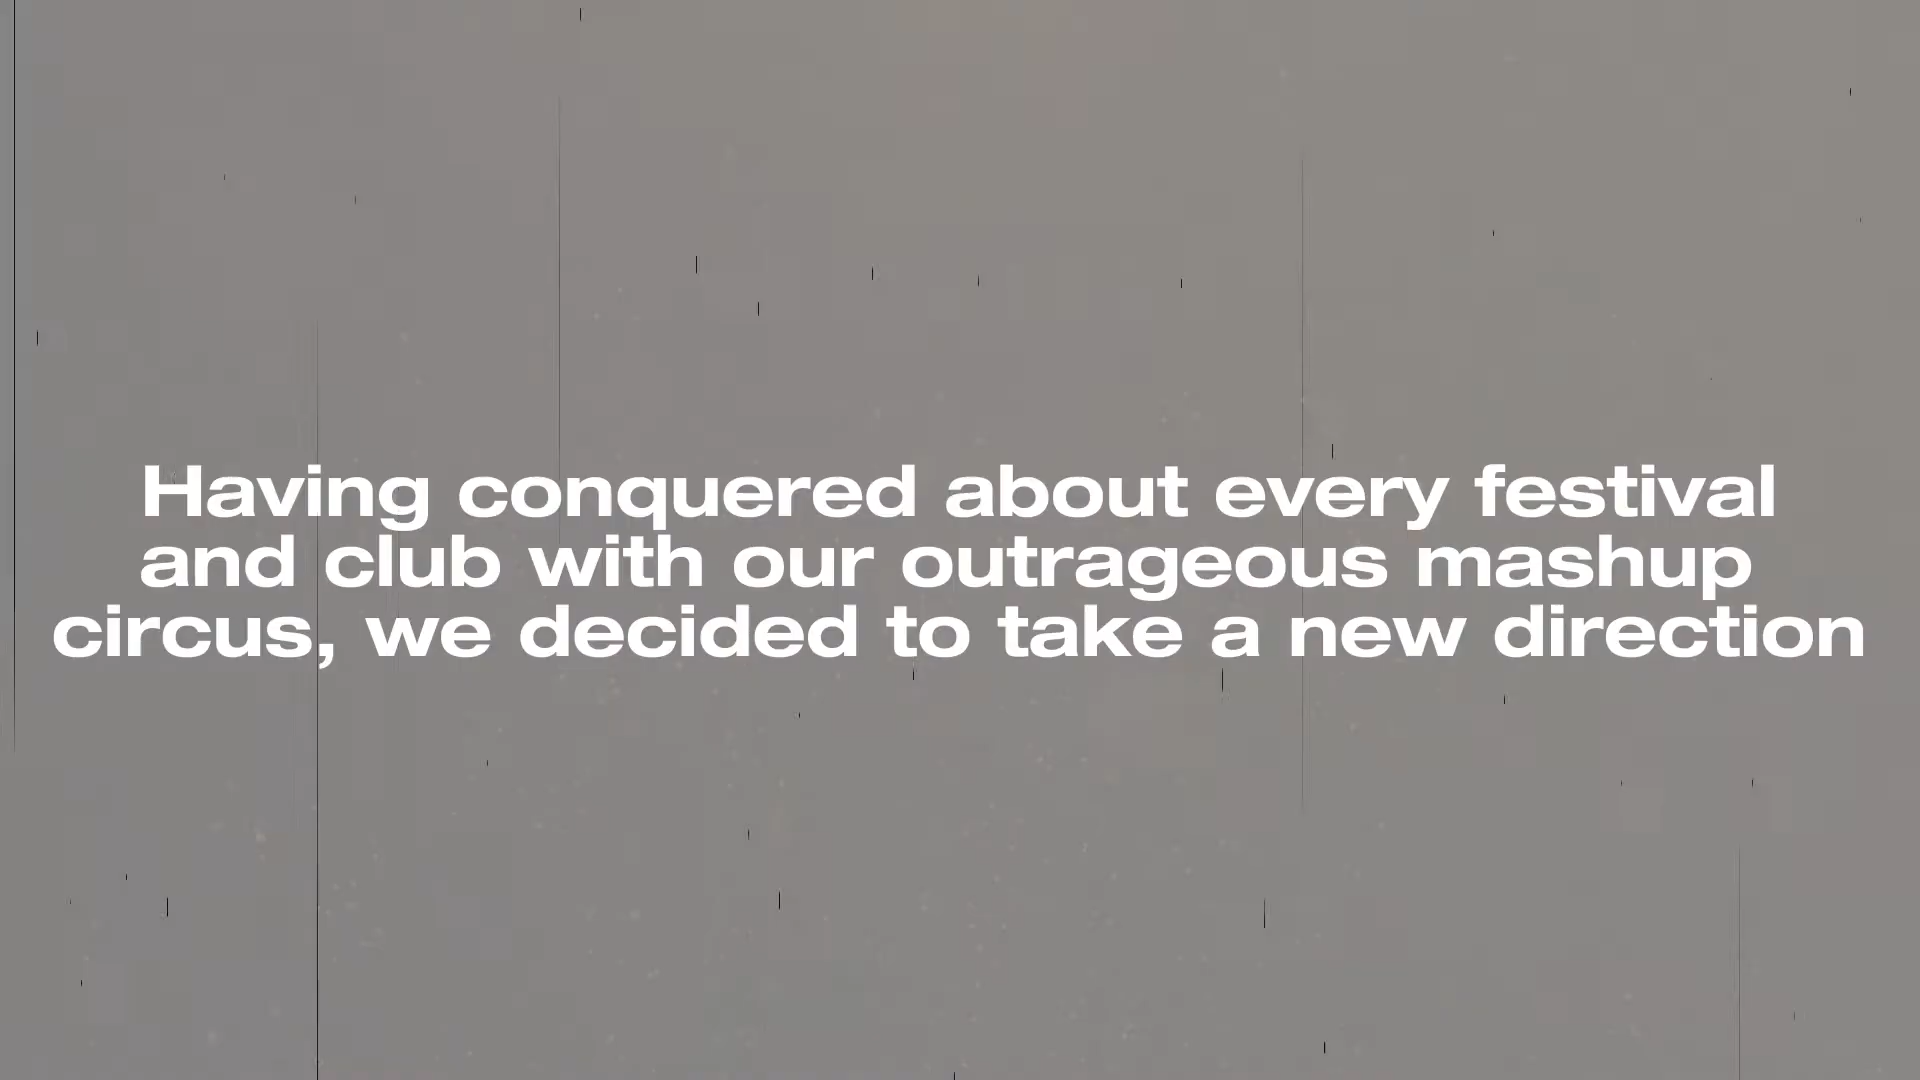 Having conquered about every festival
and club with our outrageous mashup
circus, we decided to take a new direction